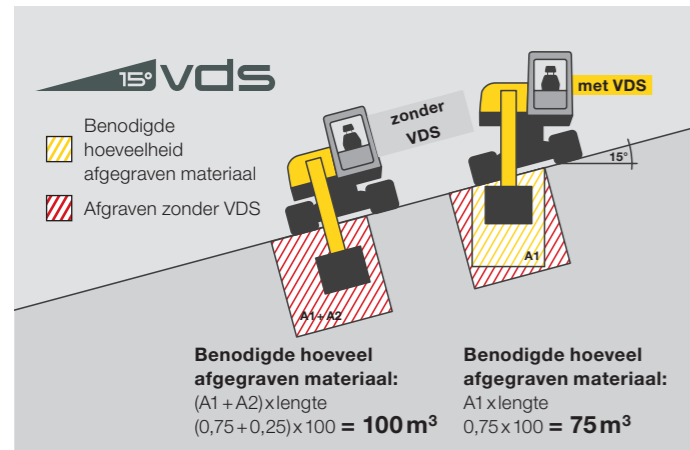 15° vds
Benodigde
hoeveelheid
afgegraven materiaal
Afgraven zonder VDS
zonder
VDS
met VDS
15°
A1+A2
A1
Benodigde hoeveel
afgegraven materiaal:
(A1 + A2) x lengte
(0,75 + 0,25) x 100 = 100 m³
Benodigde hoeveel
afgegraven materiaal:
A1 x lengte
0,75 x 100 = 75 m³